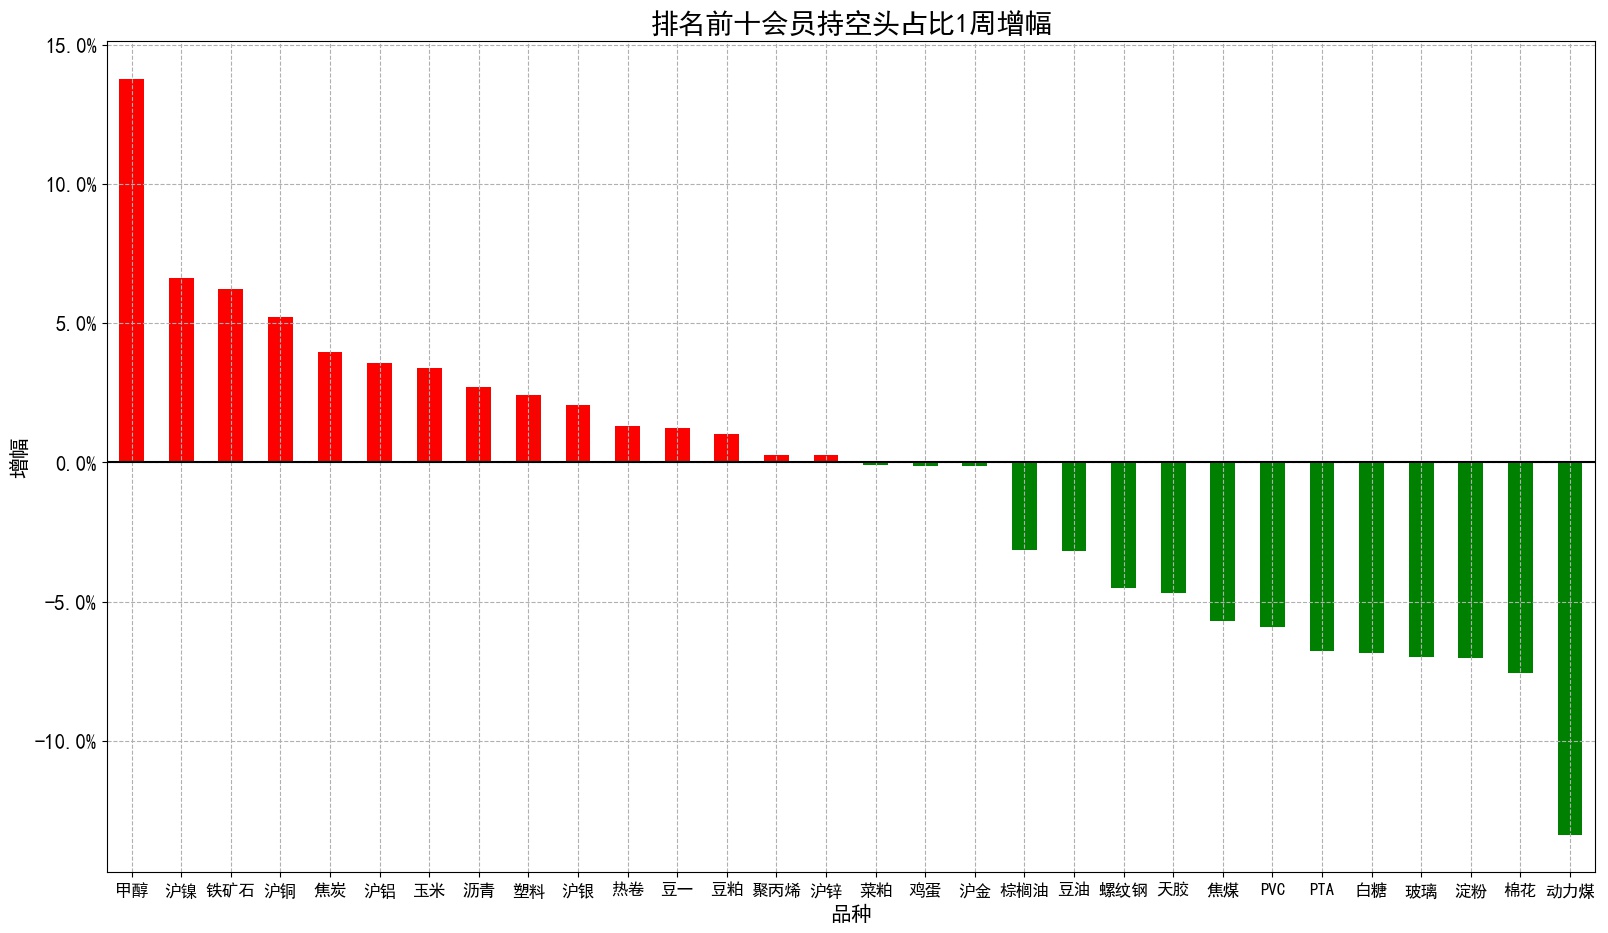 排名前十会员持空头占比1周增幅
15.0%
10.0%
5.0%
0.0%
−5.0%
−10.0%
增幅
甲醇 沪镍 铁矿石 沪铜 焦炭 沪铝 玉米 沥青 塑料 沪银 热卷 豆一 豆粕 聚丙烯 沪锌 菜粕 鸡蛋 沪金 棕榈油 豆油 螺纹钢 天胶 焦煤 PVC PTA 白糖 玻璃 淀粉 棉花 动力煤
品种